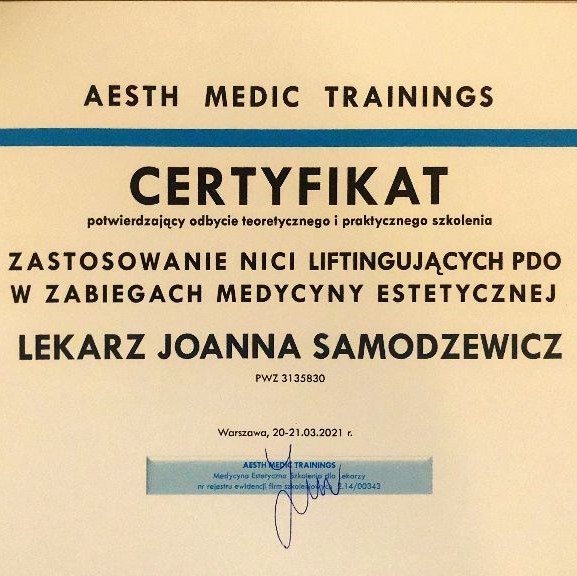 AESTH MEDIC TRAININGS
CERTYFIKAT
potwierdzający odbycie teoretycznego i praktycznego szkolenia
ZASTOSOWANIE NICI LIFTINGUJĄCYCH PDO
W ZABIEGACH MEDYCYNY ESTETYCZNEJ
LEKARZ JOANNA SAMODZEWICZ
PWZ 3135830
Warszawa, 20-21.03.2021 r.
AESTH MEDIC TRAININGS
Medycyna Estetyczna Szkolenia dla Lekarzy
nr rejestru ewidencji firm szkoleniowych 2.14/00343